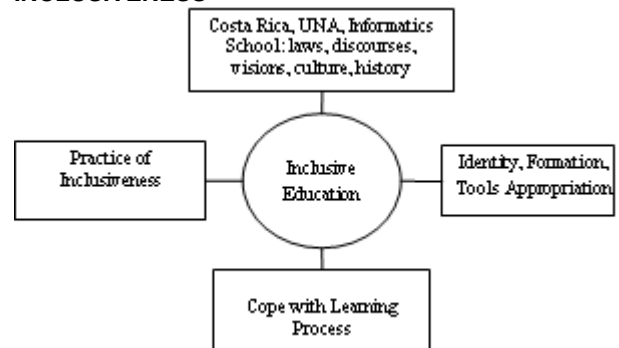 INCLUSIVENESS
Costa Rica, UNA, Informatics
School: laws, discourses,
visions, culture, history
Practice of
Inclusiveness
Inclusive
Education
Identity, Formation,
Tools Appropriation
Cope with Learning
Process